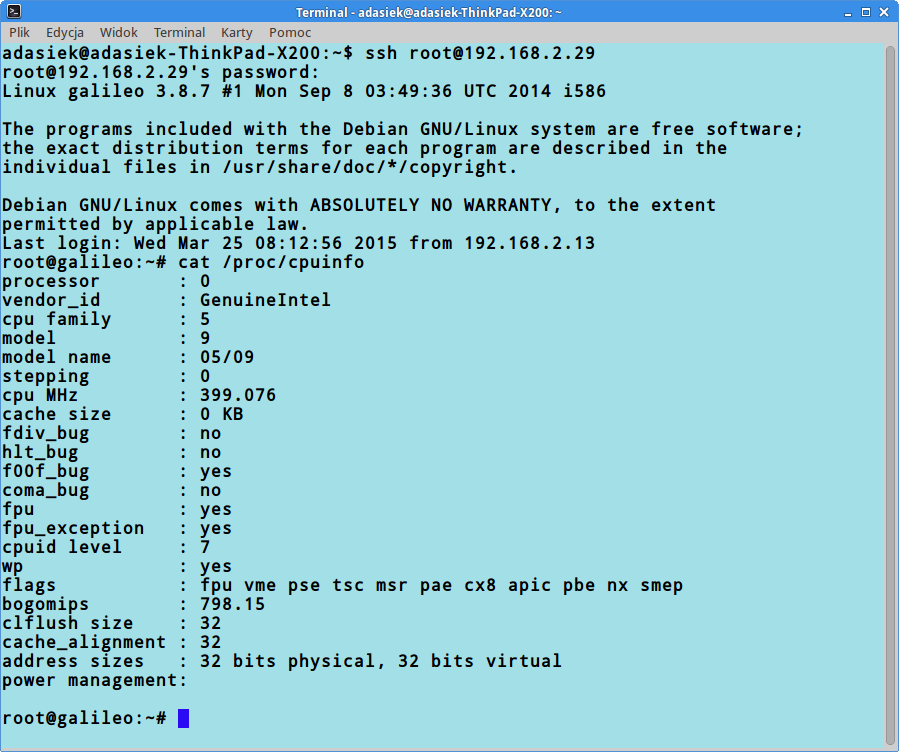 Terminal - adasiek@adasiek-ThinkPad-X200: ~
Plik Edycja Widok Terminal Karty Pomoc
adasiek@adasiek-ThinkPad-X200:~$ ssh root@192.168.2.29
root@192.168.2.29's password:
Linux galileo 3.8.7 #1 Mon Sep 8 03:49:36 UTC 2014 i586

The programs included with the Debian GNU/Linux system are free software;
the exact distribution terms for each program are described in the
individual files in /usr/share/doc/*/copyright.

Debian GNU/Linux comes with ABSOLUTELY NO WARRANTY, to the extent
permitted by applicable law.
Last login: Wed Mar 25 08:12:56 2015 from 192.168.2.13
root@galileo:~# cat /proc/cpuinfo
processor : 0
vendor_id : GenuineIntel
cpu family : 5
model : 9
model name : 05/09
stepping : 0
cpu MHz : 399.076
cache size : 0 KB
fdiv_bug : no
hlt_bug : no
f00f_bug : yes
coma_bug : no
fpu : yes
fpu_exception : yes
cpuid level : 7
wp : yes
flags : fpu vme pse tsc msr pae cx8 apic pbe nx smep
bogomips : 798.15
clflush size : 32
cache_alignment : 32
address sizes : 32 bits physical, 32 bits virtual
power management:

root@galileo:~#